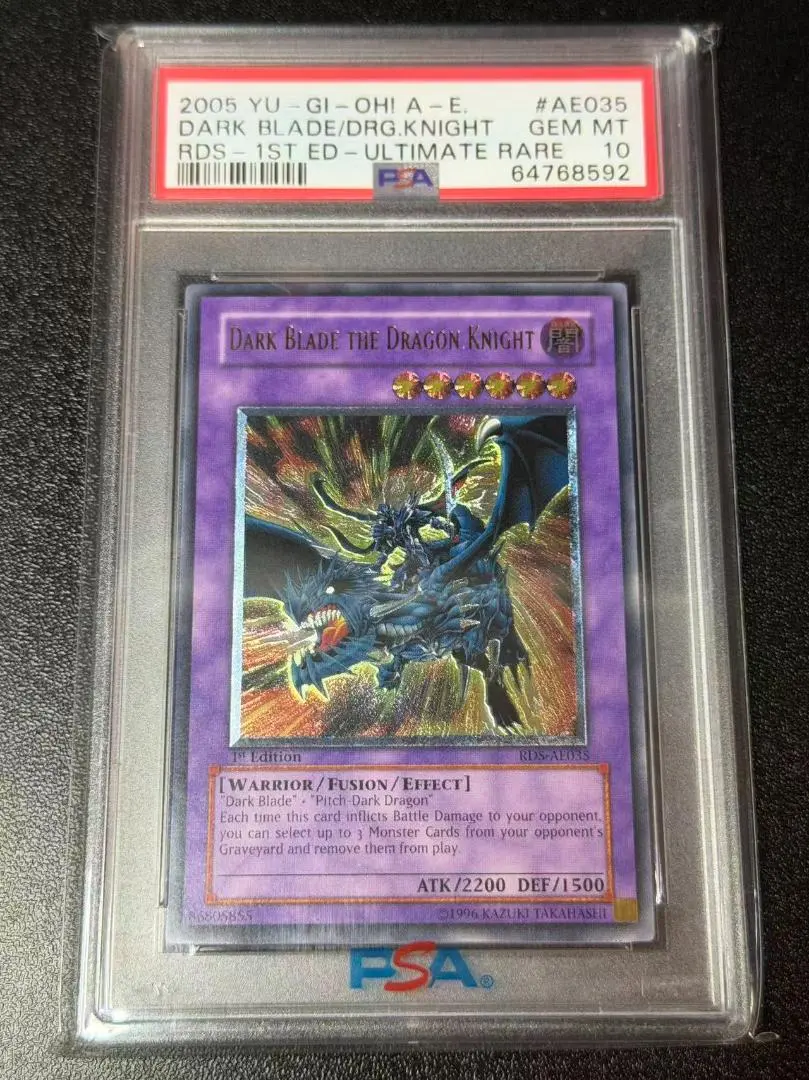 2005 YU-GI-OH! A-E. #AE035
DARK BLADE/DRG.KNIGHT GEM MT
RDS-1ST ED-ULTIMATE RARE 10
PSA 64768592
DARK BLADE THE DRAGON KNIGHT 闇
1st Edition RDS-AE035
[WARRIOR/FUSION/EFFECT]
"Dark Blade" + "Pitch-Dark Dragon"
Each time this card inflicts Battle Damage to your opponent,
you can select up to 3 Monster Cards from your opponent's
Graveyard and remove them from play.
ATK/2200 DEF/1500
86805855 ©1996 KAZUKI TAKAHASHI
PSA®